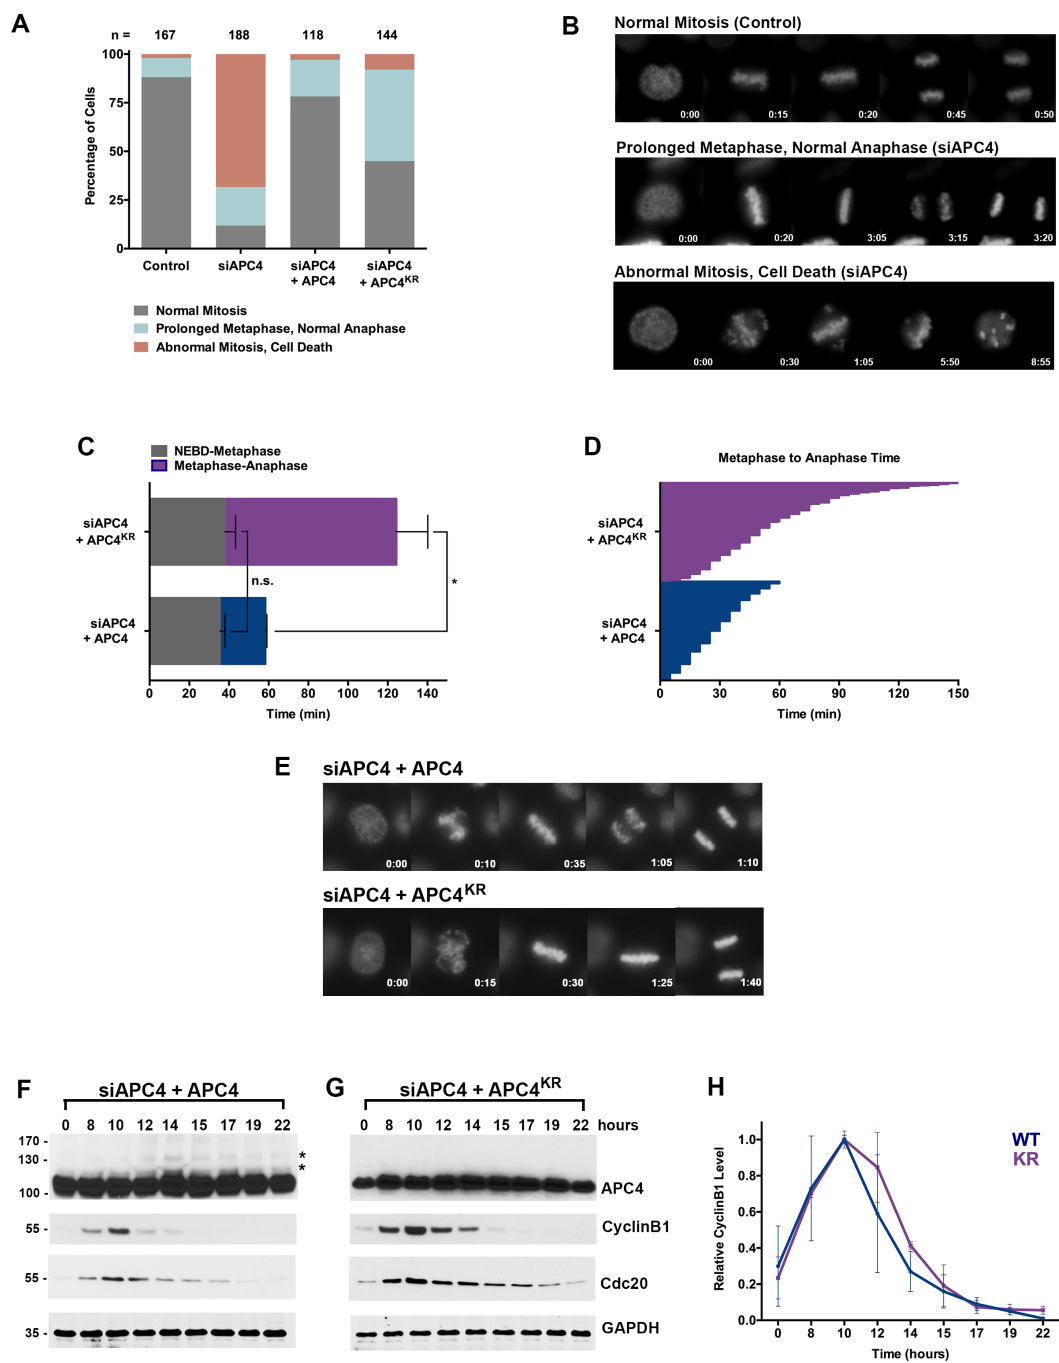 A
n = 167 188 118 144
Percentage of Cells
100
75
50
25
0
Control siAPC4 siAPC4 + APC4 siAPC4 + APC4KR
Normal Mitosis
Prolonged Metaphase, Normal Anaphase
Abnormal Mitosis, Cell Death
B
Normal Mitosis (Control)
0:00 0:15 0:20 0:45 0:50
Prolonged Metaphase, Normal Anaphase (siAPC4)
0:00 0:20 3:05 3:15 3:20
Abnormal Mitosis, Cell Death (siAPC4)
0:00 0:30 1:05 5:50 8:55
C
NEBD-Metaphase
Metaphase-Anaphase
siAPC4
+ APC4KR
n.s.
*
siAPC4
+ APC4
0 20 40 60 80 100 120 140
Time (min)
D
Metaphase to Anaphase Time
siAPC4
+ APC4KR
siAPC4
+ APC4
0 30 60 90 120 150
Time (min)
E
siAPC4 + APC4
0:00 0:10 0:35 1:05 1:10
siAPC4 + APC4KR
0:00 0:15 0:30 1:25 1:40
F
siAPC4 + APC4
0 8 10 12 14 15 17 19 22
170 -
130 -
*
*
100 -
55 -
55 -
35 -
G
siAPC4 + APC4KR
0 8 10 12 14 15 17 19 22 hours
APC4
CyclinB1
Cdc20
GAPDH
H
WT
KR
Relative CyclinB1 Level
1.0
0.8
0.6
0.4
0.2
0.0
0 8 10 12 14 15 17 19 22
Time (hours)